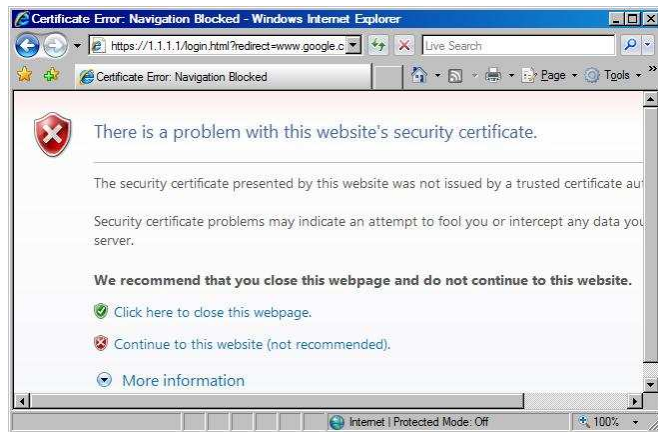 Certificate Error: Navigation Blocked - Windows Internet Explorer
https://1.1.1.1/login.html?redirect=www.google.c
Live Search
Certificate Error: Navigation Blocked
Page
Tools
There is a problem with this website's security certificate.
The security certificate presented by this website was not issued by a trusted certificate au
Security certificate problems may indicate an attempt to fool you or intercept any data you
server.
We recommend that you close this webpage and do not continue to this website.
Click here to close this webpage.
Continue to this website (not recommended).
More information
Internet | Protected Mode: Off
100%